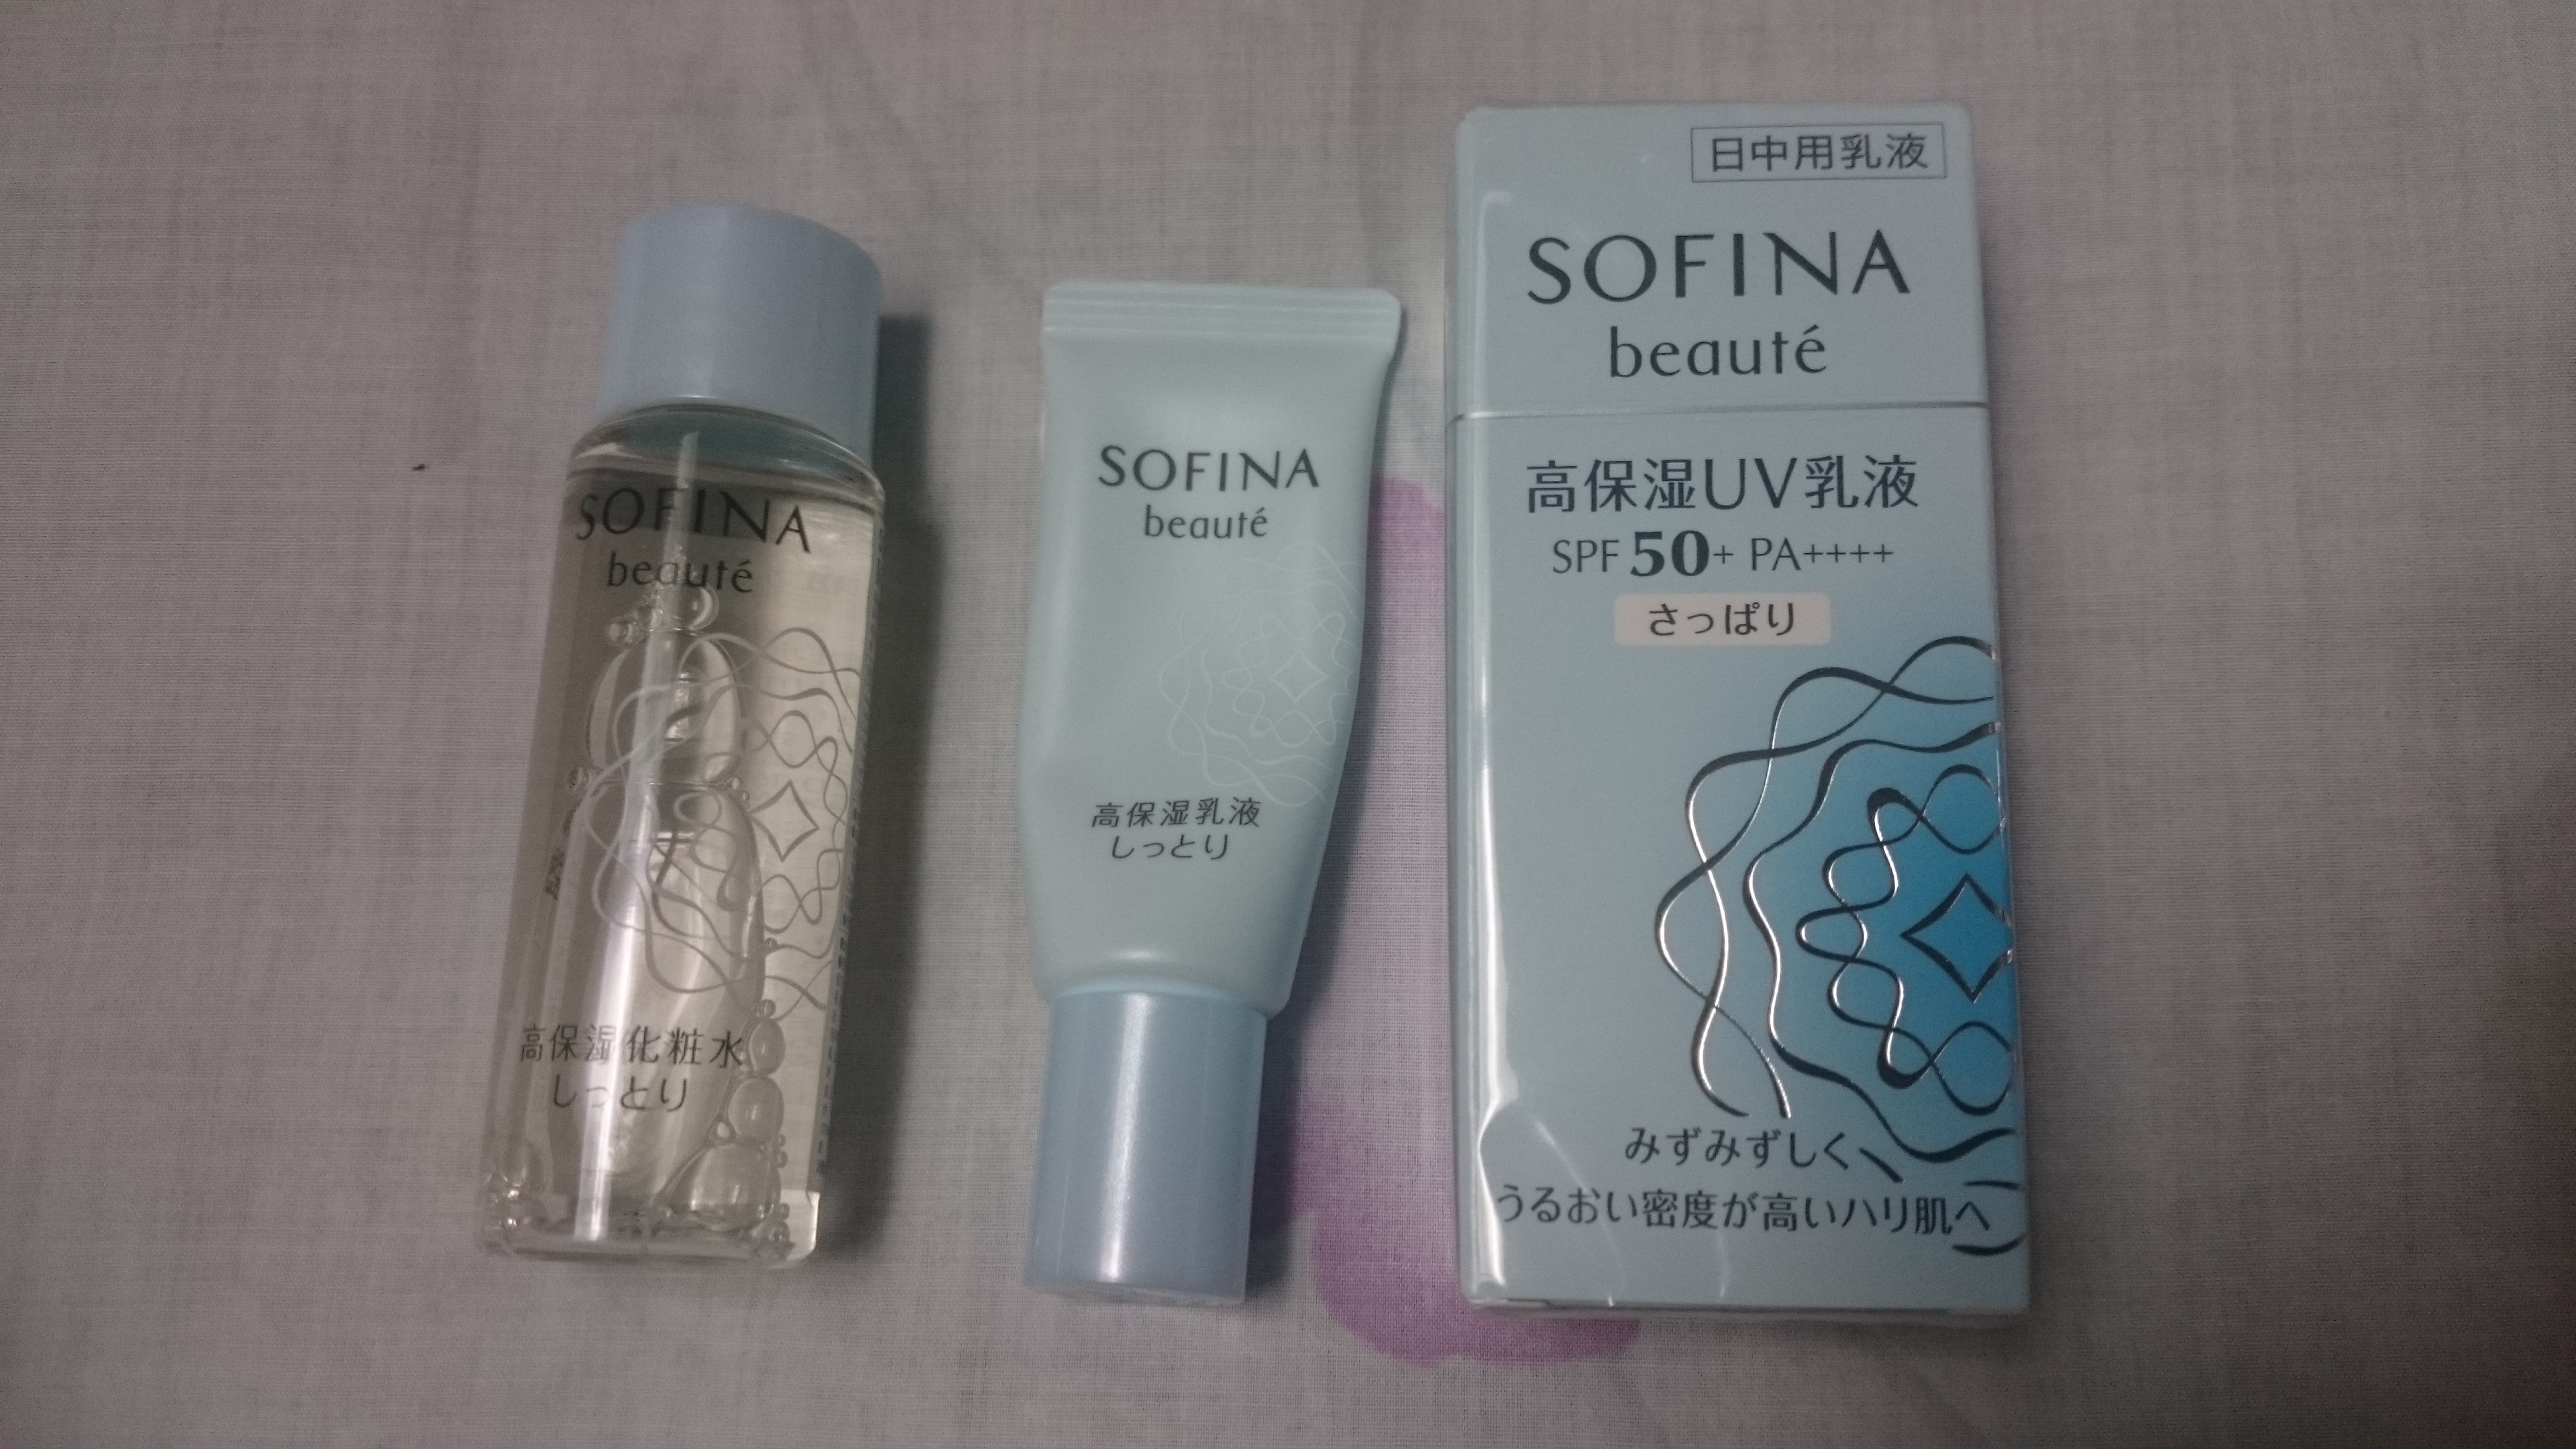 SOFINA
beauté
高保湿化粧水
しっとり
SOFINA
beauté
高保湿乳液
しっとり
日中用乳液
SOFINA
beauté
高保湿UV乳液
SPF 50+ PA++++
さっぱり
みずみずしく、
うるおい密度が高いハリ肌へ